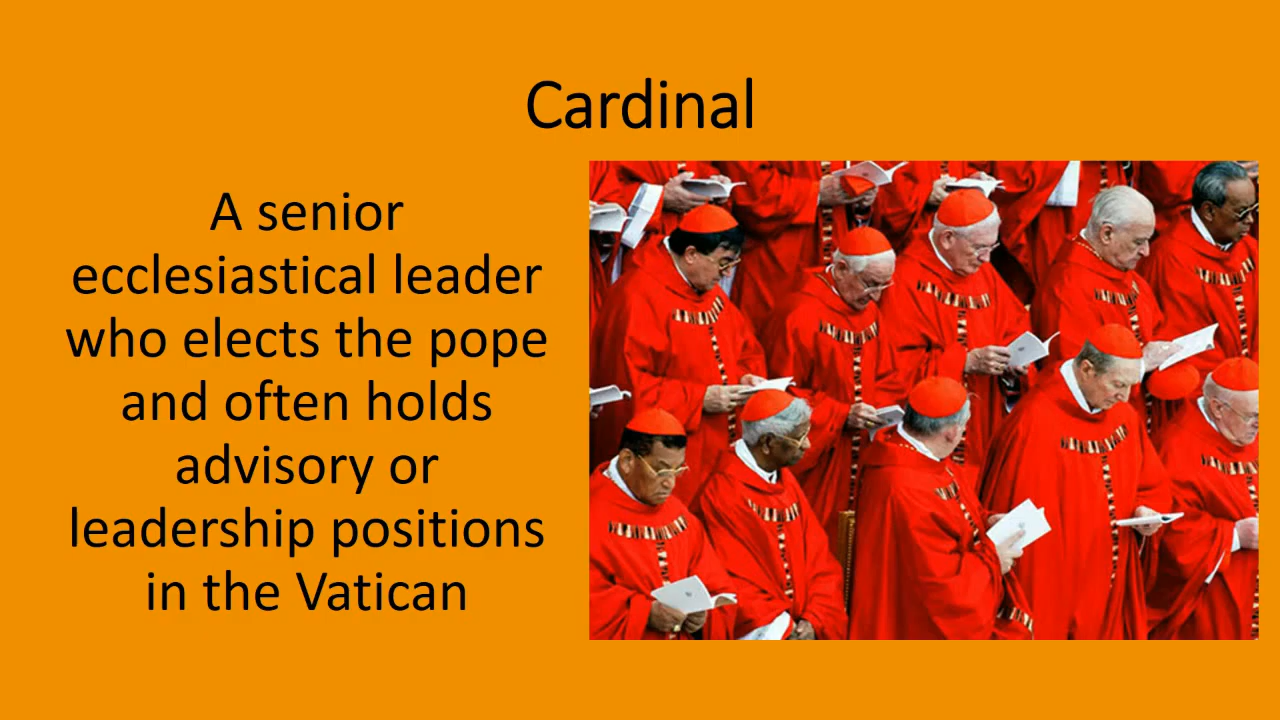 Cardinal
A senior
ecclesiastical leader
who elects the pope
and often holds
advisory or
leadership positions
in the Vatican